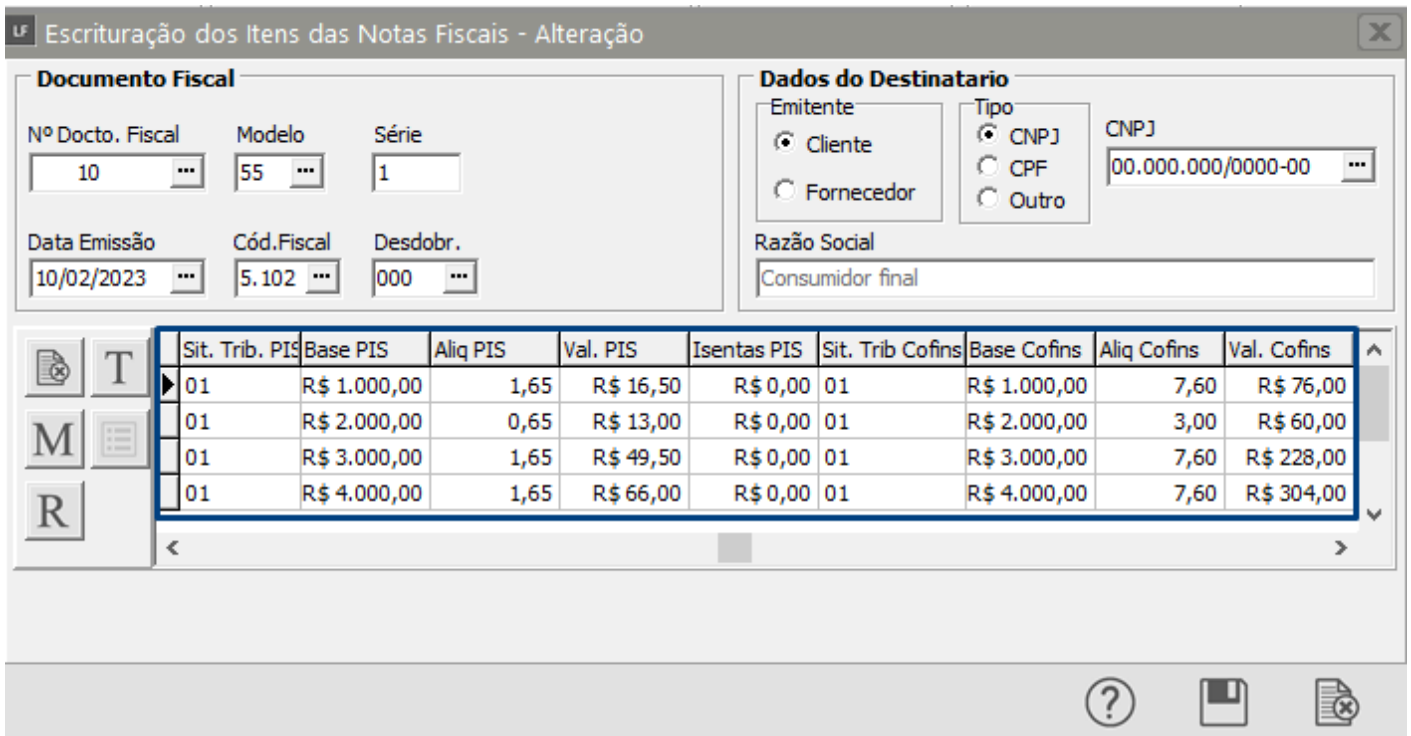 LF Escrituração dos Itens das Notas Fiscais - Alteração
Documento Fiscal
Nº Docto. Fiscal Modelo Série
10 ... 55 ... 1
Data Emissão Cód.Fiscal Desdobr.
10/02/2023 ... 5.102 ... 000 ...
Dados do Destinatario
Emitente
Cliente
Fornecedor
Tipo
CNPJ
CPF
Outro
CNPJ
00.000.000/0000-00 ...
Razão Social
Consumidor final
T
M
R
Sit. Trib. PIS Base PIS Aliq PIS Val. PIS Isentas PIS Sit. Trib Cofins Base Cofins Aliq Cofins Val. Cofins
01 R$ 1.000,00 1,65 R$ 16,50 R$ 0,00 01 R$ 1.000,00 7,60 R$ 76,00
01 R$ 2.000,00 0,65 R$ 13,00 R$ 0,00 01 R$ 2.000,00 3,00 R$ 60,00
01 R$ 3.000,00 1,65 R$ 49,50 R$ 0,00 01 R$ 3.000,00 7,60 R$ 228,00
01 R$ 4.000,00 1,65 R$ 66,00 R$ 0,00 01 R$ 4.000,00 7,60 R$ 304,00
?